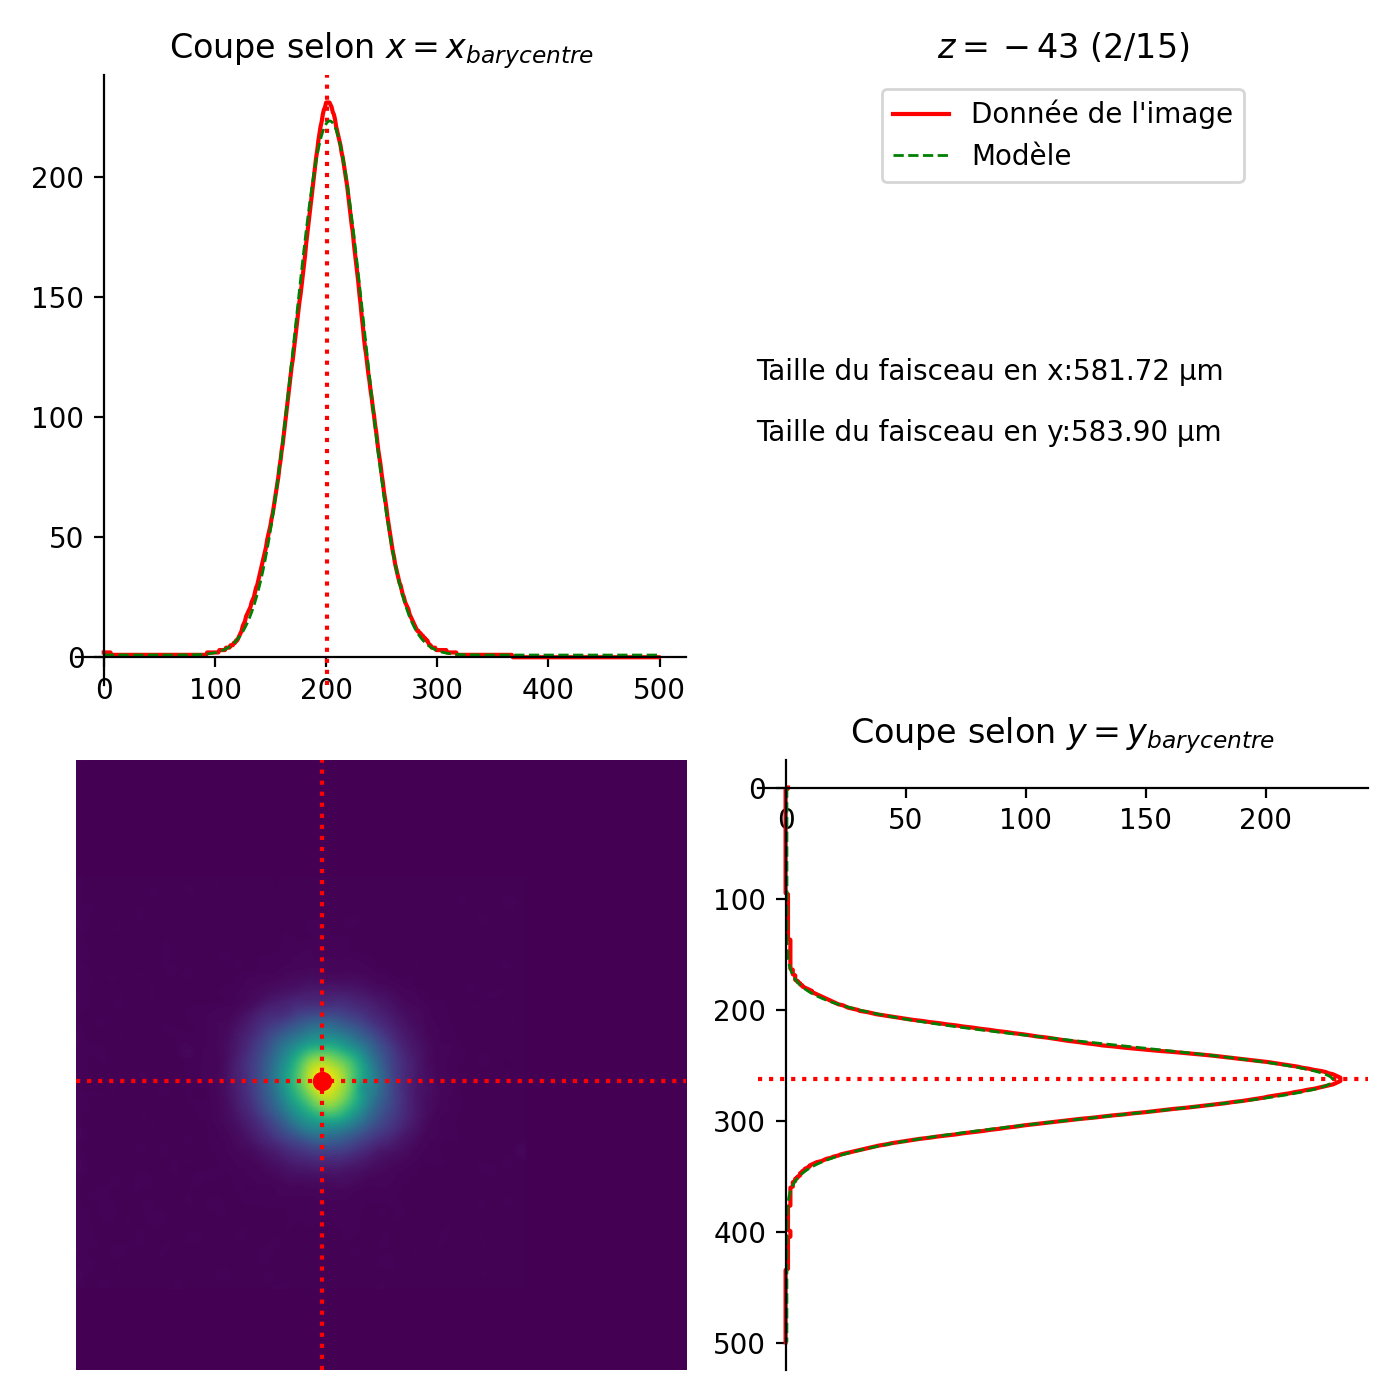 Coupe selon x = x_barycentre
200
150
100
50
0
0 100 200 300 400 500
z = −43 (2/15)
Donnée de l'image
Modèle
Taille du faisceau en x:581.72 µm
Taille du faisceau en y:583.90 µm
Coupe selon y = y_barycentre
0
0 50 100 150 200
100
200
300
400
500